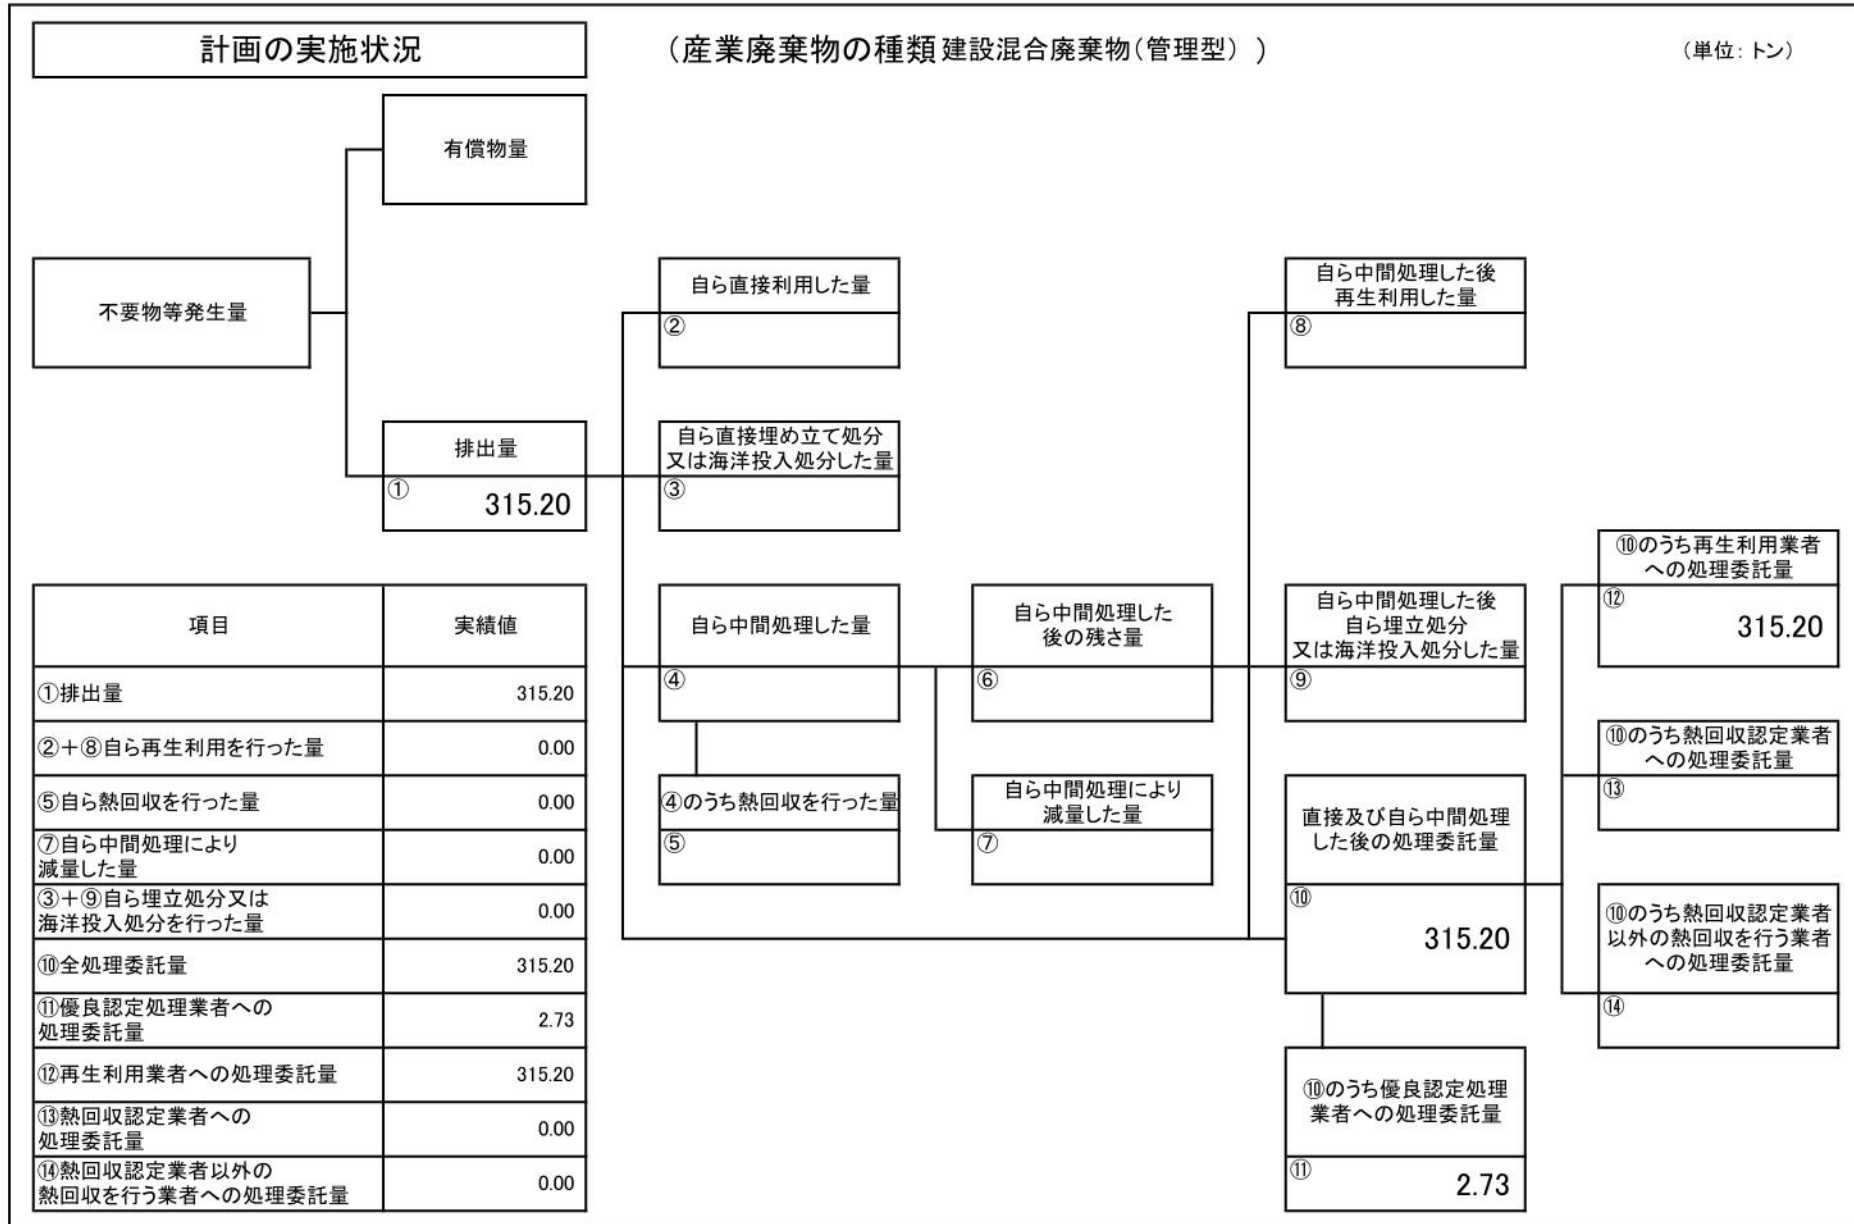 計画の実施状況
（産業廃棄物の種類 建設混合廃棄物（管理型） ）
（単位：トン）
有償物量
不要物等発生量
排出量
①
315.20
自ら直接利用した量
②
自ら直接埋め立て処分
又は海洋投入処分した量
③
自ら中間処理した量
④
④のうち熱回収を行った量
⑤
自ら中間処理した
後の残さ量
⑥
自ら中間処理により
減量した量
⑦
自ら中間処理した後
再生利用した量
⑧
自ら中間処理した後
自ら埋立処分
又は海洋投入処分した量
⑨
直接及び自ら中間処理
した後の処理委託量
⑩
315.20
⑩のうち優良認定処理
業者への処理委託量
⑪
2.73
⑩のうち再生利用業者
への処理委託量
⑫
315.20
⑩のうち熱回収認定業者
への処理委託量
⑬
⑩のうち熱回収認定業者
以外の熱回収を行う業者
への処理委託量
⑭
項目 実績値
①排出量 315.20
②＋⑧自ら再生利用を行った量 0.00
⑤自ら熱回収を行った量 0.00
⑦自ら中間処理により
減量した量 0.00
③＋⑨自ら埋立処分又は
海洋投入処分を行った量 0.00
⑩全処理委託量 315.20
⑪優良認定処理業者への
処理委託量 2.73
⑫再生利用業者への処理委託量 315.20
⑬熱回収認定業者への
処理委託量 0.00
⑭熱回収認定業者以外の
熱回収を行う業者への処理委託量 0.00